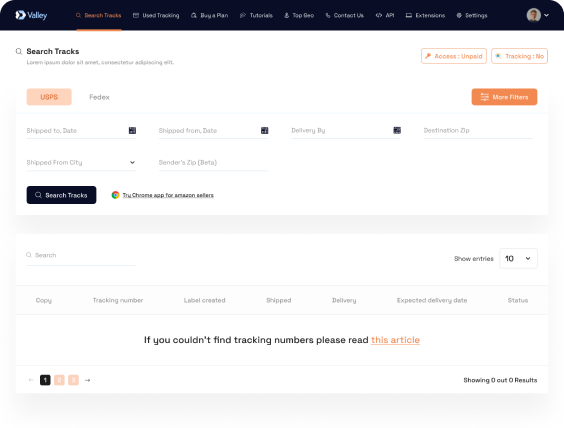 Valley
Search Tracks
Used Tracking
Buy a Plan
Tutorials
Top Geo
Contact Us
API
Extensions
Settings
Search Tracks
Lorem ipsum dolor sit amet, consectetur adipiscing elit.
Access : Unpaid
Tracking : No
USPS
Fedex
More Filters
Shipped to, Date
Shipped from, Date
Delivery By
Destination Zip
Shipped From City
Sender's Zip (Beta)
Search Tracks
Try Chrome app for amazon sellers
Search
Show entries
10
Copy
Tracking number
Label created
Shipped
Delivery
Expected delivery date
Status
If you couldn't find tracking numbers please read this article
← 1 2 3 →
Showing 0 out 0 Results